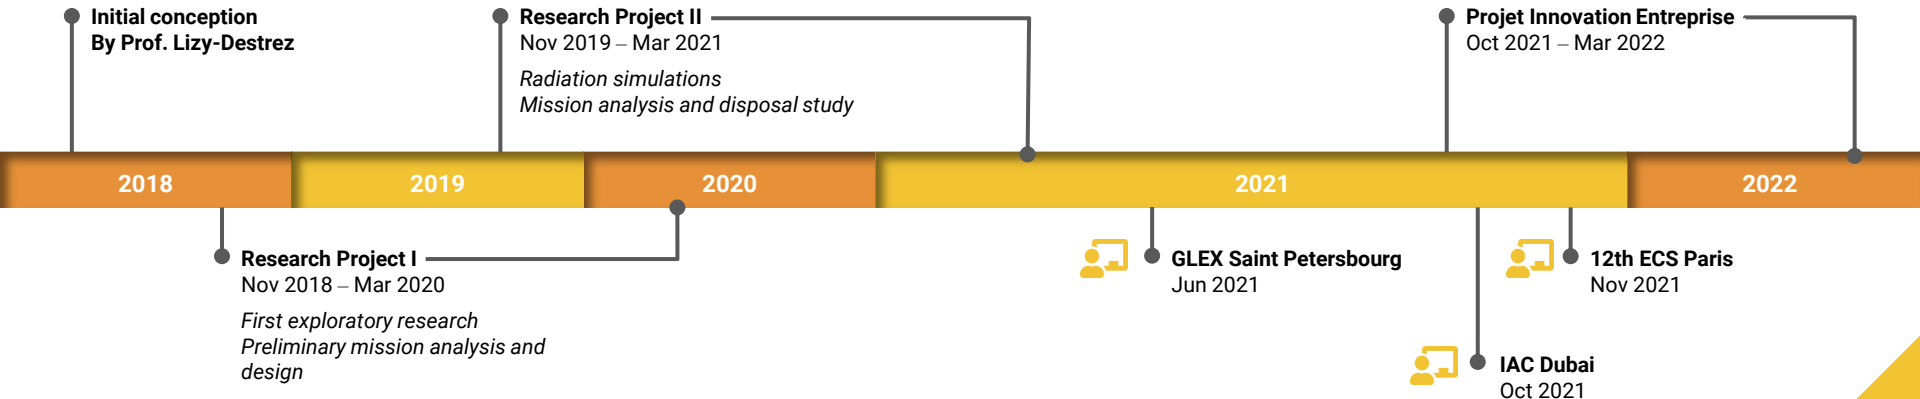 Initial conception
By Prof. Lizy-Destrez
Research Project II
Nov 2019 – Mar 2021
Radiation simulations
Mission analysis and disposal study
Projet Innovation Entreprise
Oct 2021 – Mar 2022
2018
2019
2020
2021
2022
Research Project I
Nov 2018 – Mar 2020
First exploratory research
Preliminary mission analysis and
design
GLEX Saint Petersbourg
Jun 2021
12th ECS Paris
Nov 2021
IAC Dubai
Oct 2021